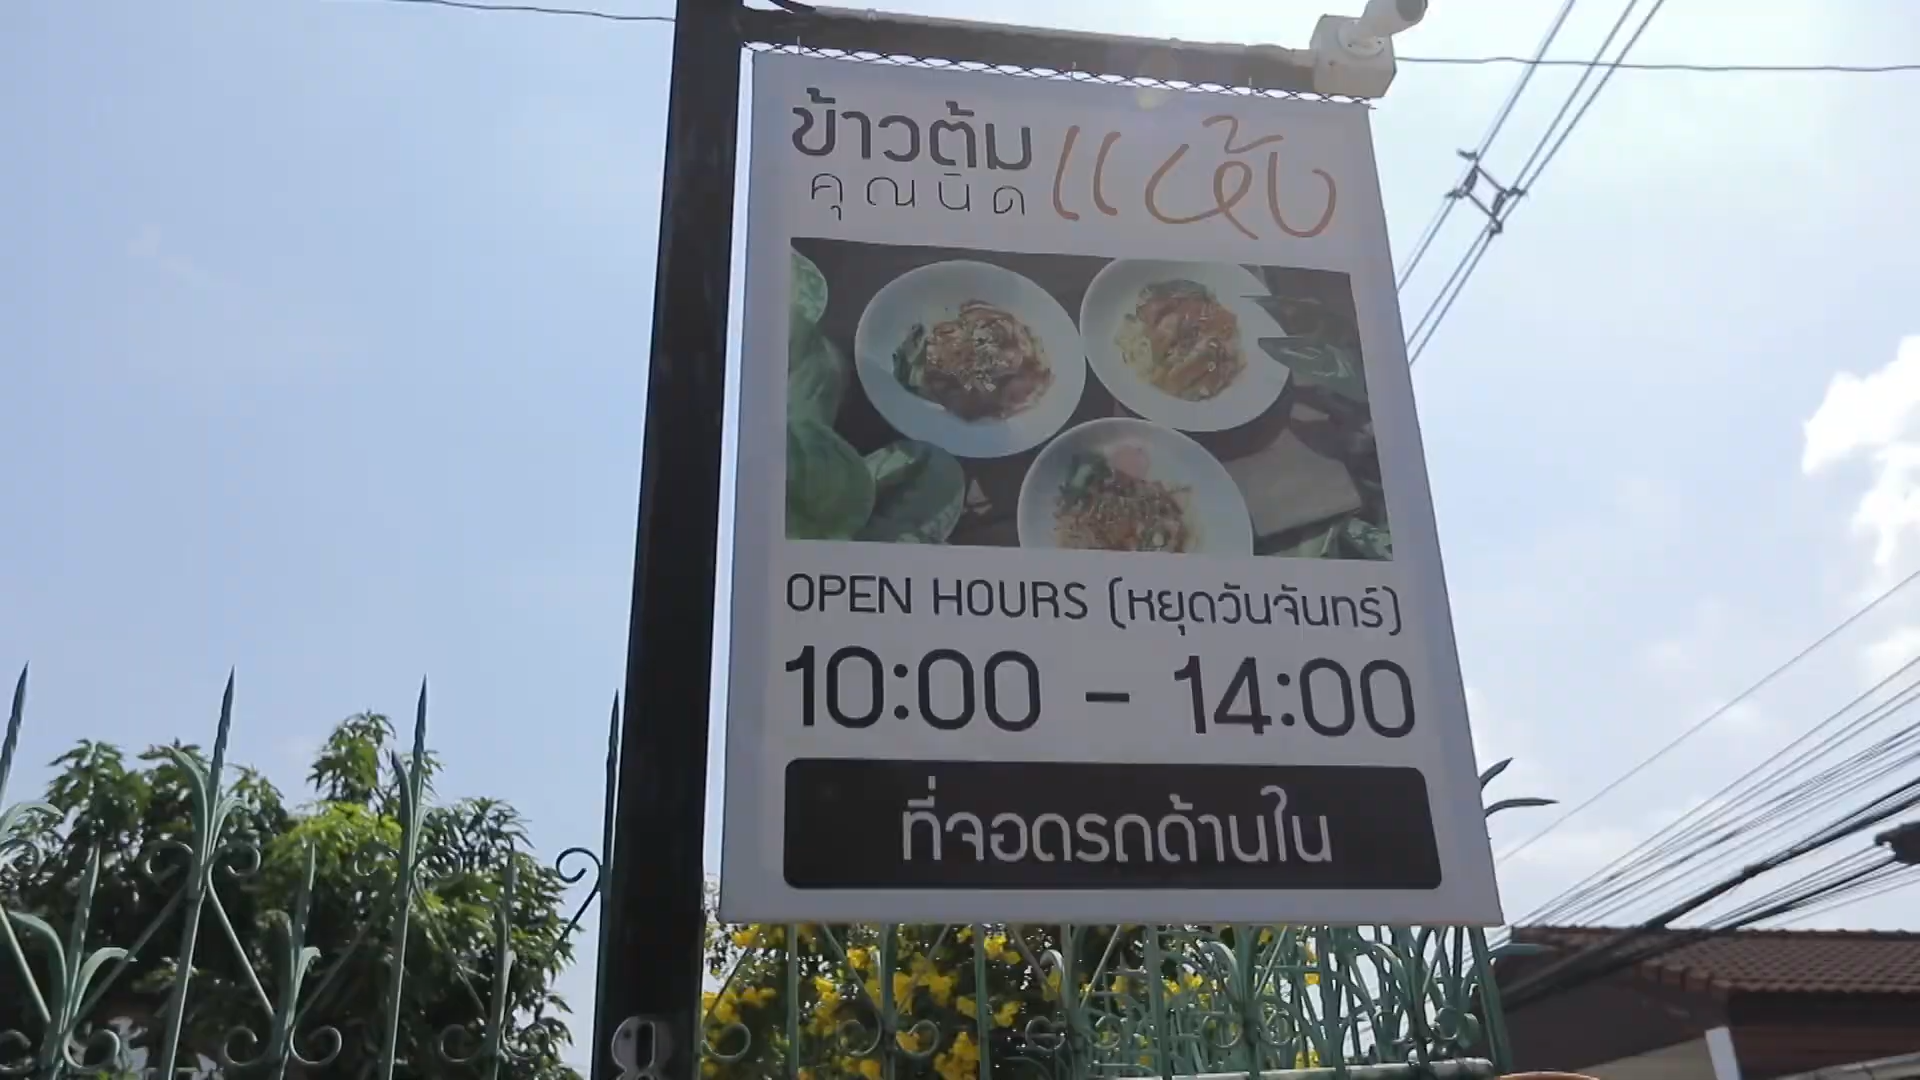 ข้าวต้ม แห้ง
คุณนิด
OPEN HOURS (หยุดวันจันทร์)
10:00 - 14:00
ที่จอดรถด้านใน
8